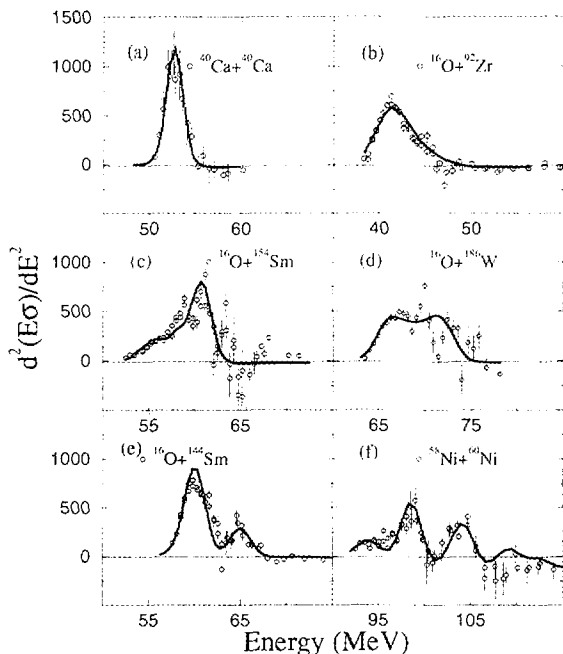 1500
(a) ⁴⁰Ca+⁴⁰Ca
(b) ¹⁶O+⁹²Zr
1000
500
0
50 60
40 50 60
(c) ¹⁶O+¹⁵⁴Sm
(d) ¹⁶O+¹⁸⁶W
1000
500
0
d²(Eσ)/dE²
55 65
65 75
(e) ¹⁶O+¹⁴⁴Sm
(f) ⁵⁸Ni+⁶⁰Ni
1000
500
0
55 65
95 105
Energy (MeV)